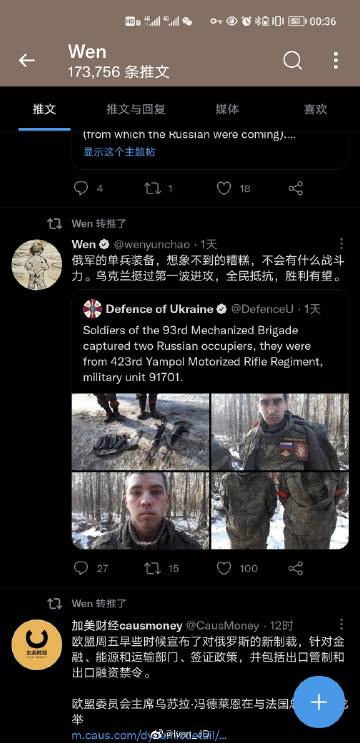 00:36
Wen
173,756 条推文
推文 推文与回复 媒体 喜欢
(from which the Russian were coming)....
显示这个主题帖
4 1 18
Wen 转推了
Wen @wenyunchao · 1天
俄军的单兵装备，想象不到的糟糕，不会有什么战斗
力。乌克兰挺过第一波进攻，全民抵抗，胜利有望。
Defence of Ukraine @DefenceU · 1天
Soldiers of the 93rd Mechanized Brigade
captured two Russian occupiers, they were
from 423rd Yampol Motorized Rifle Regiment,
military unit 91701.
27 15 100
Wen 转推了
加美财经causmoney @CausMoney · 12时
加美财经
欧盟周五早些时候宣布了对俄罗斯的新制裁，针对金
融、能源和运输部门、签证政策，并包括出口管制和
出口融资禁令。
欧盟委员会主席乌苏拉·冯德莱恩在与法国总
举
m.caus.com/dy